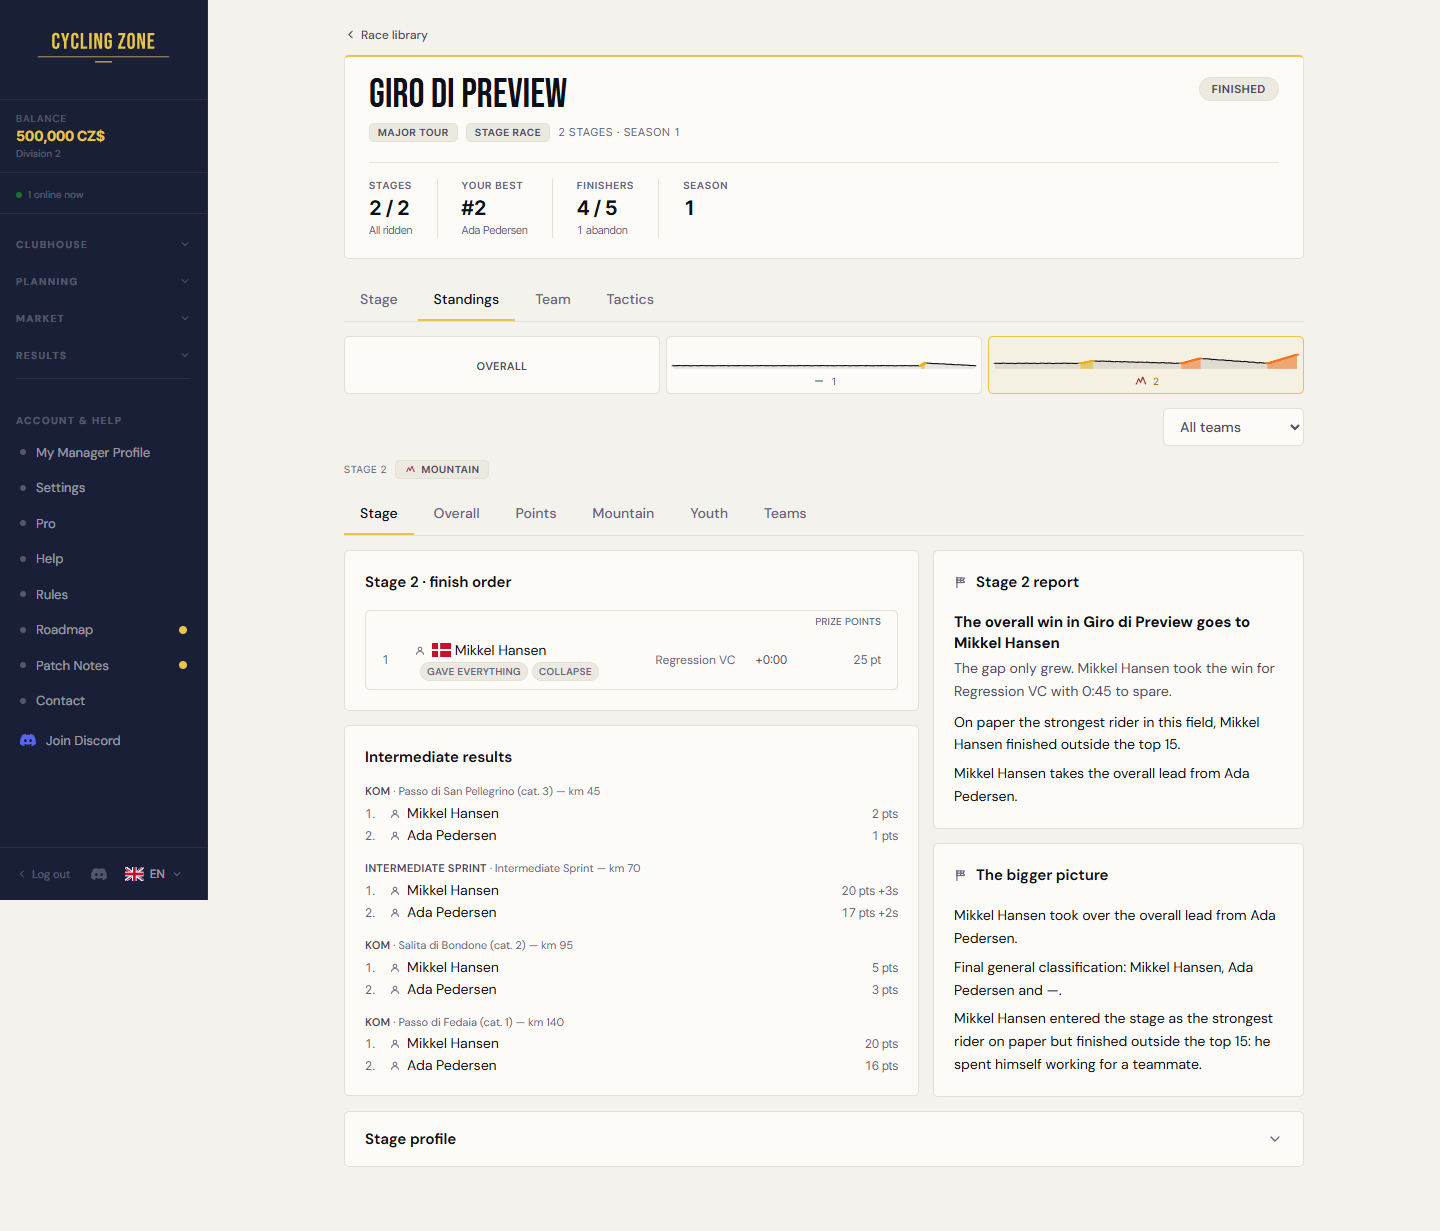 CYCLING ZONE
BALANCE
500,000 CZ$
Division 2
1 online now
CLUBHOUSE
PLANNING
MARKET
RESULTS
ACCOUNT & HELP
My Manager Profile
Settings
Pro
Help
Rules
Roadmap
Patch Notes
Contact
Join Discord
Log out
EN
Race library
GIRO DI PREVIEW
FINISHED
MAJOR TOUR STAGE RACE 2 STAGES · SEASON 1
STAGES YOUR BEST FINISHERS SEASON
2 / 2 #2 4 / 5 1
All ridden Ada Pedersen 1 abandon
Stage Standings Team Tactics
OVERALL
1
2
All teams
STAGE 2 MOUNTAIN
Stage Overall Points Mountain Youth Teams
Stage 2 · finish order
PRIZE POINTS
1 Mikkel Hansen Regression VC +0:00 25 pt
GAVE EVERYTHING COLLAPSE
Intermediate results
KOM · Passo di San Pellegrino (cat. 3) — km 45
1. Mikkel Hansen 2 pts
2. Ada Pedersen 1 pts
INTERMEDIATE SPRINT · Intermediate Sprint — km 70
1. Mikkel Hansen 20 pts +3s
2. Ada Pedersen 17 pts +2s
KOM · Salita di Bondone (cat. 2) — km 95
1. Mikkel Hansen 5 pts
2. Ada Pedersen 3 pts
KOM · Passo di Fedaia (cat. 1) — km 140
1. Mikkel Hansen 20 pts
2. Ada Pedersen 16 pts
Stage 2 report
The overall win in Giro di Preview goes to
Mikkel Hansen
The gap only grew. Mikkel Hansen took the win for
Regression VC with 0:45 to spare.
On paper the strongest rider in this field, Mikkel
Hansen finished outside the top 15.
Mikkel Hansen takes the overall lead from Ada
Pedersen.
The bigger picture
Mikkel Hansen took over the overall lead from Ada
Pedersen.
Final general classification: Mikkel Hansen, Ada
Pedersen and —.
Mikkel Hansen entered the stage as the strongest
rider on paper but finished outside the top 15: he
spent himself working for a teammate.
Stage profile